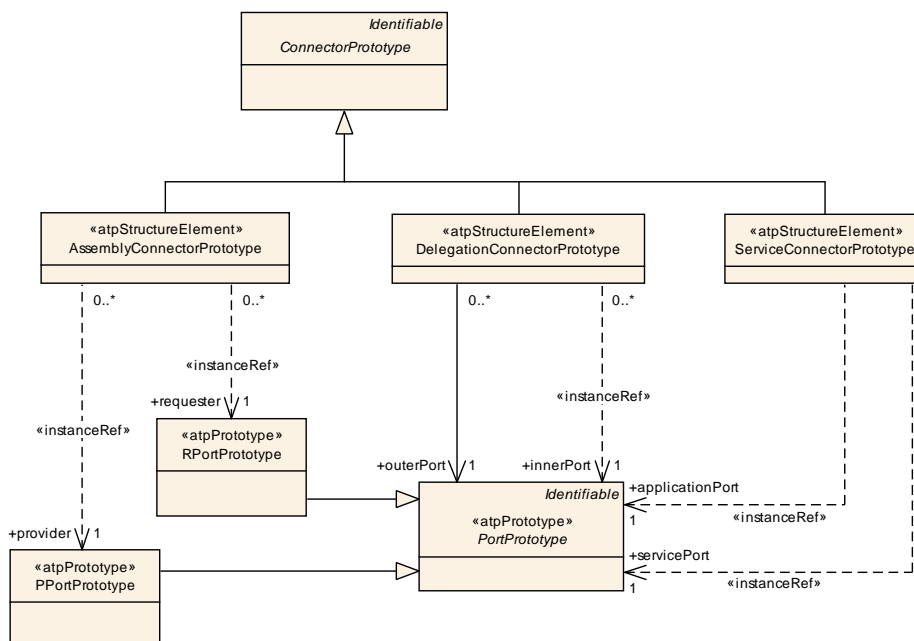 Identifiable
ConnectorPrototype
«atpStructureElement»
AssemblyConnectorPrototype
«atpStructureElement»
DelegationConnectorPrototype
«atpStructureElement»
ServiceConnectorPrototype
0..*
0..*
0..*
0..*
«instanceRef»
«instanceRef»
«instanceRef»
+requester 1
«atpPrototype»
RPortPrototype
+outerPort 1
+innerPort 1
Identifiable
«atpPrototype»
PortPrototype
+applicationPort
1
«instanceRef»
+servicePort
1
«instanceRef»
+provider 1
«atpPrototype»
PPortPrototype